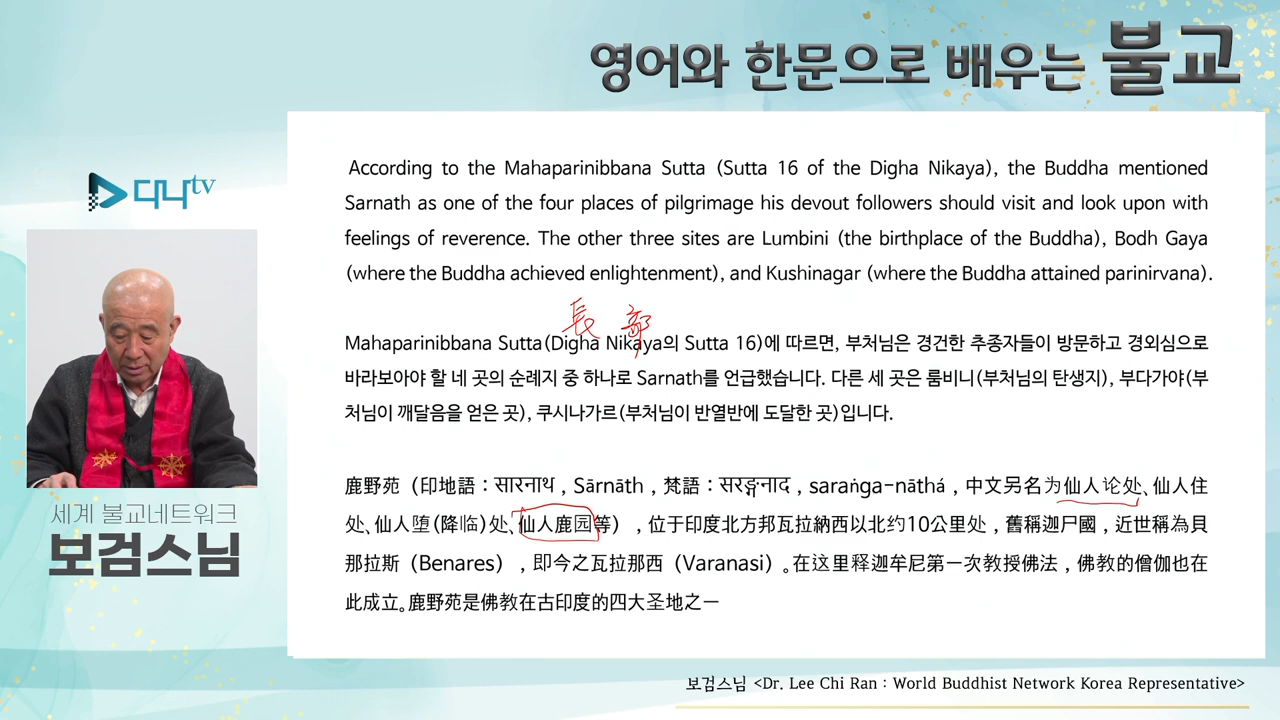 영어와 한문으로 배우는 불교
디나tv
According to the Mahaparinibbana Sutta (Sutta 16 of the Digha Nikaya), the Buddha mentioned
Sarnath as one of the four places of pilgrimage his devout followers should visit and look upon with
feelings of reverence. The other three sites are Lumbini (the birthplace of the Buddha), Bodh Gaya
(where the Buddha achieved enlightenment), and Kushinagar (where the Buddha attained parinirvana).
長 部
Mahaparinibbana Sutta(Digha Nikaya의 Sutta 16)에 따르면, 부처님은 경건한 추종자들이 방문하고 경외심으로
바라보아야 할 네 곳의 순례지 중 하나로 Sarnath를 언급했습니다. 다른 세 곳은 룸비니(부처님의 탄생지), 부다가야(부
처님이 깨달음을 얻은 곳), 쿠시나가르(부처님이 반열반에 도달한 곳)입니다.
鹿野苑（印地語：सारनाथ，Sārnāth，梵語：सरङ्गनाद，saraṅga-nāthá，中文另名为仙人论处、仙人住
处、仙人堕(降临)处、仙人鹿园等），位于印度北方邦瓦拉納西以北约10公里处，舊稱迦尸國，近世稱為貝
那拉斯（Benares），即今之瓦拉那西（Varanasi）。在这里释迦牟尼第一次教授佛法，佛教的僧伽也在
此成立。鹿野苑是佛教在古印度的四大圣地之一
세계 불교네트워크
보검스님
보검스님 <Dr. Lee Chi Ran : World Buddhist Network Korea Representative>